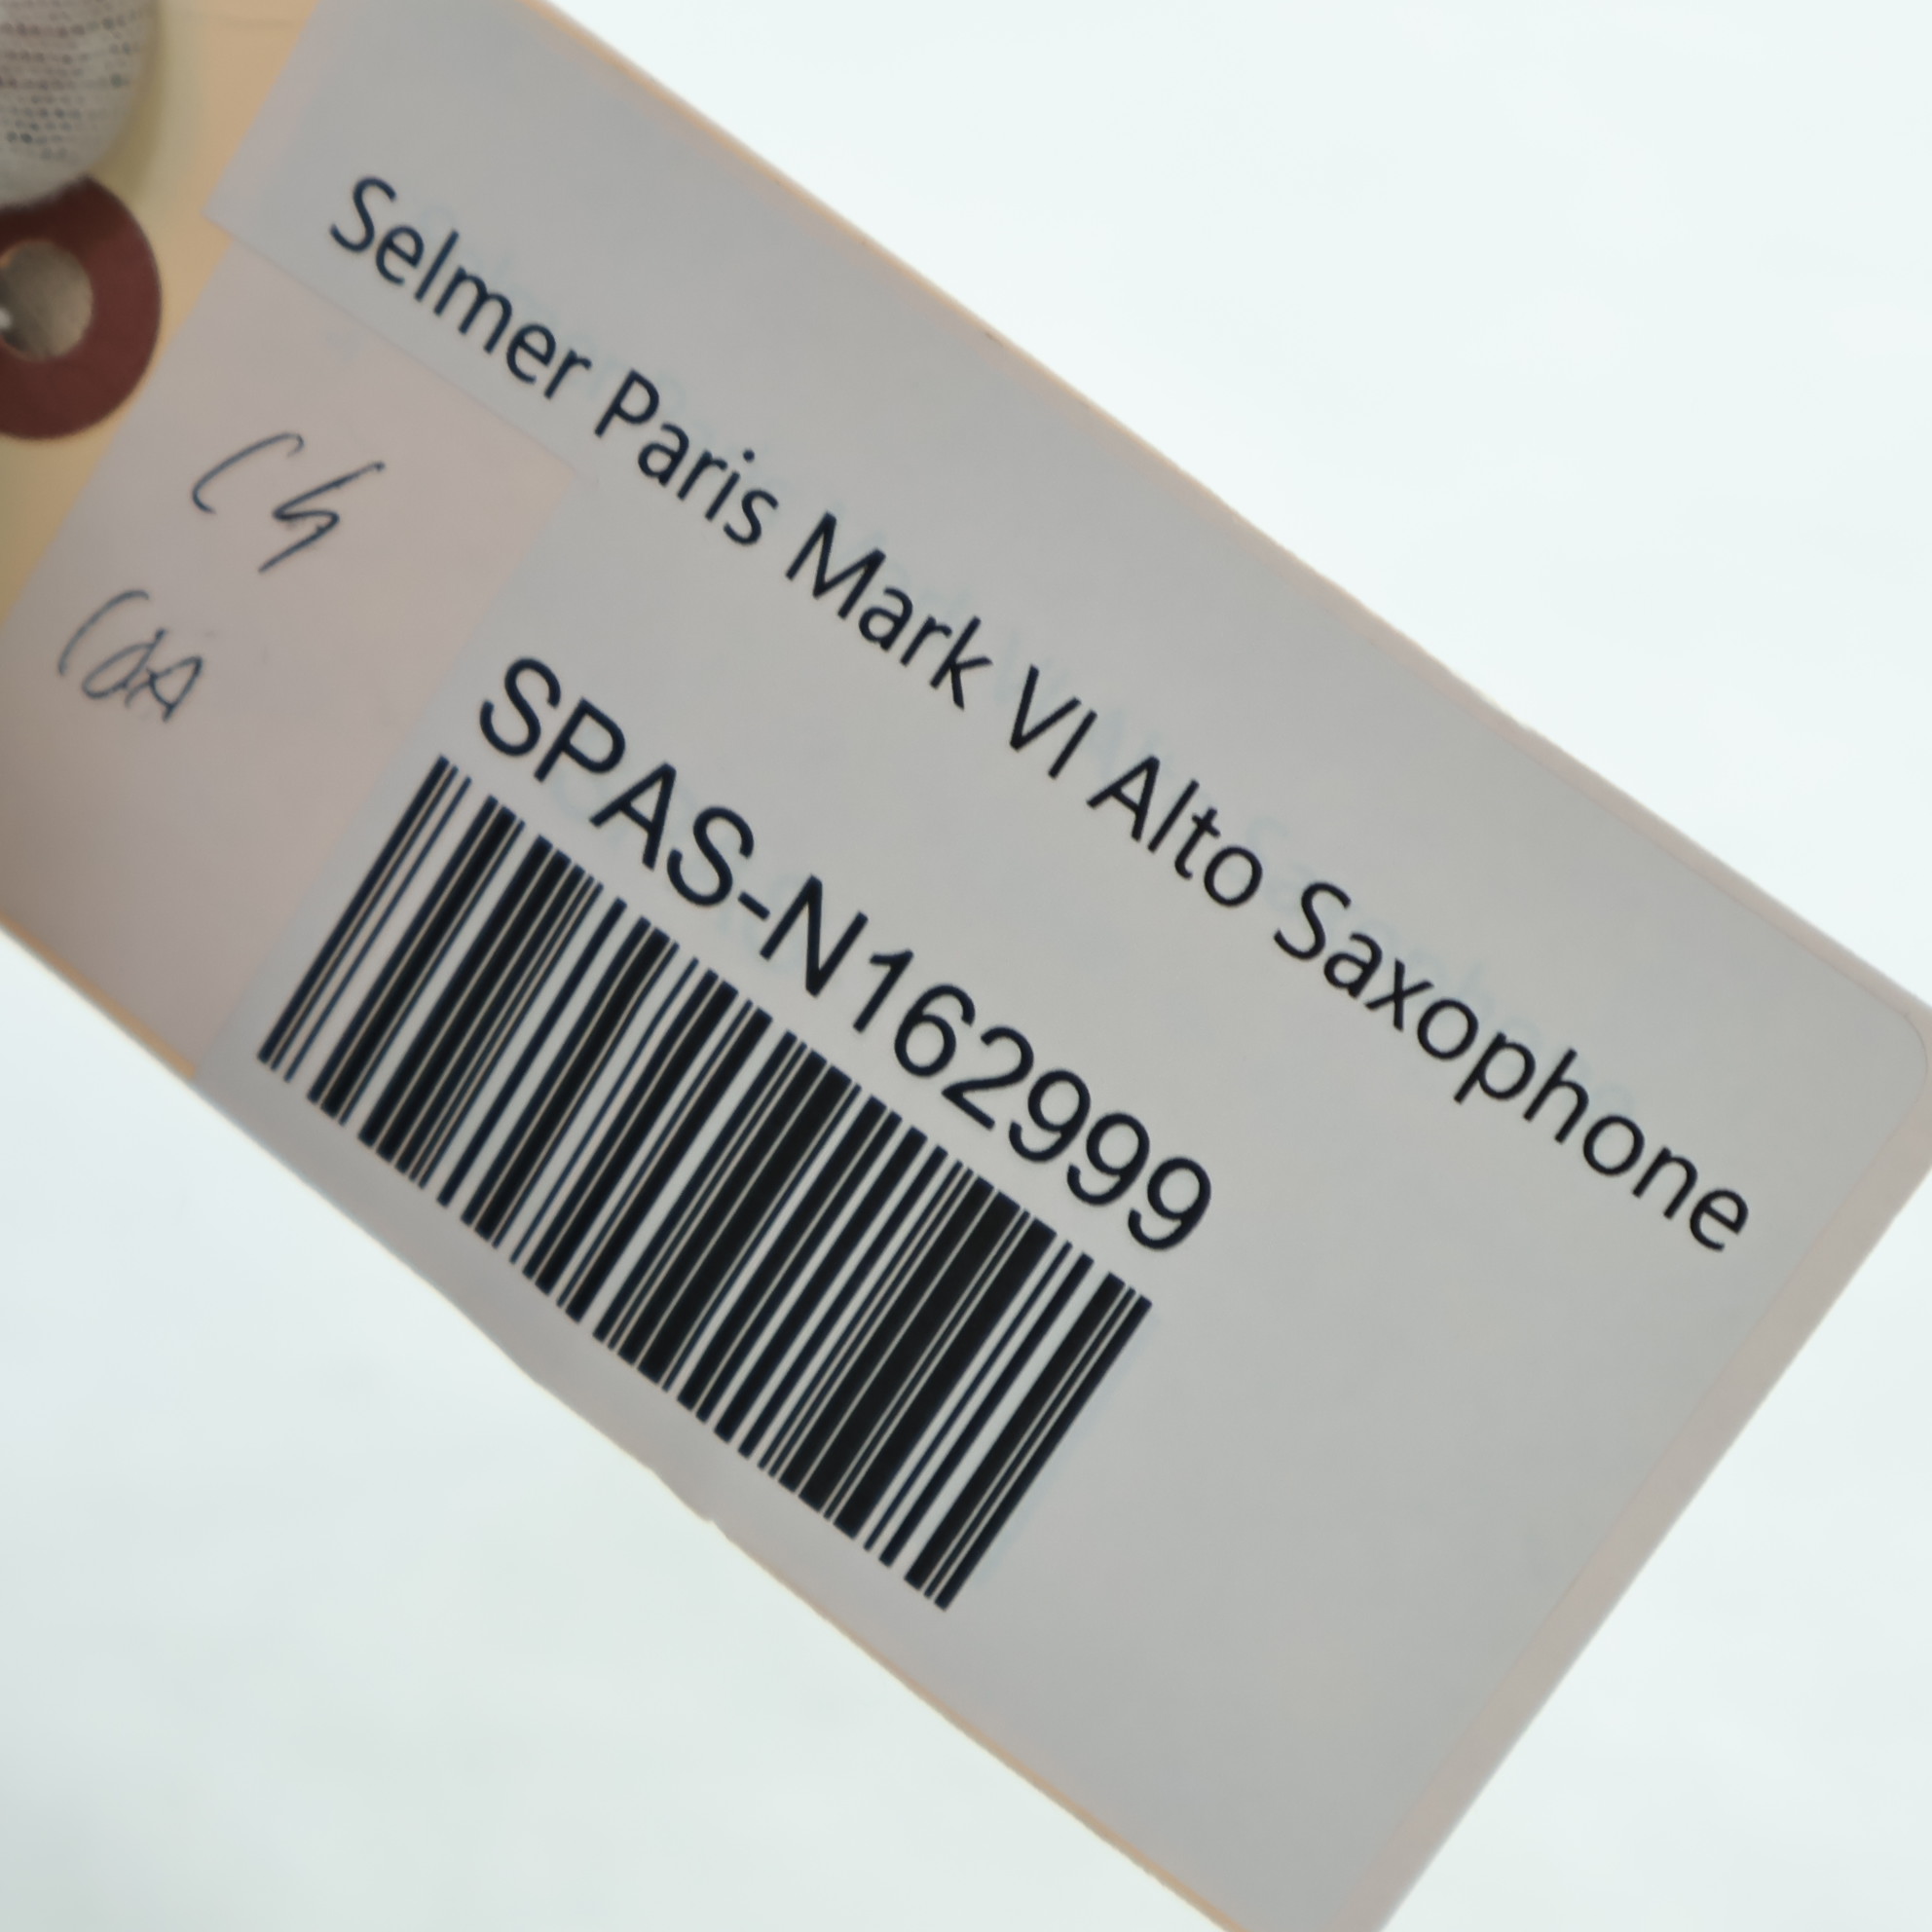 Selmer Paris Mark VI Alto Saxophone
SPAS-N162999